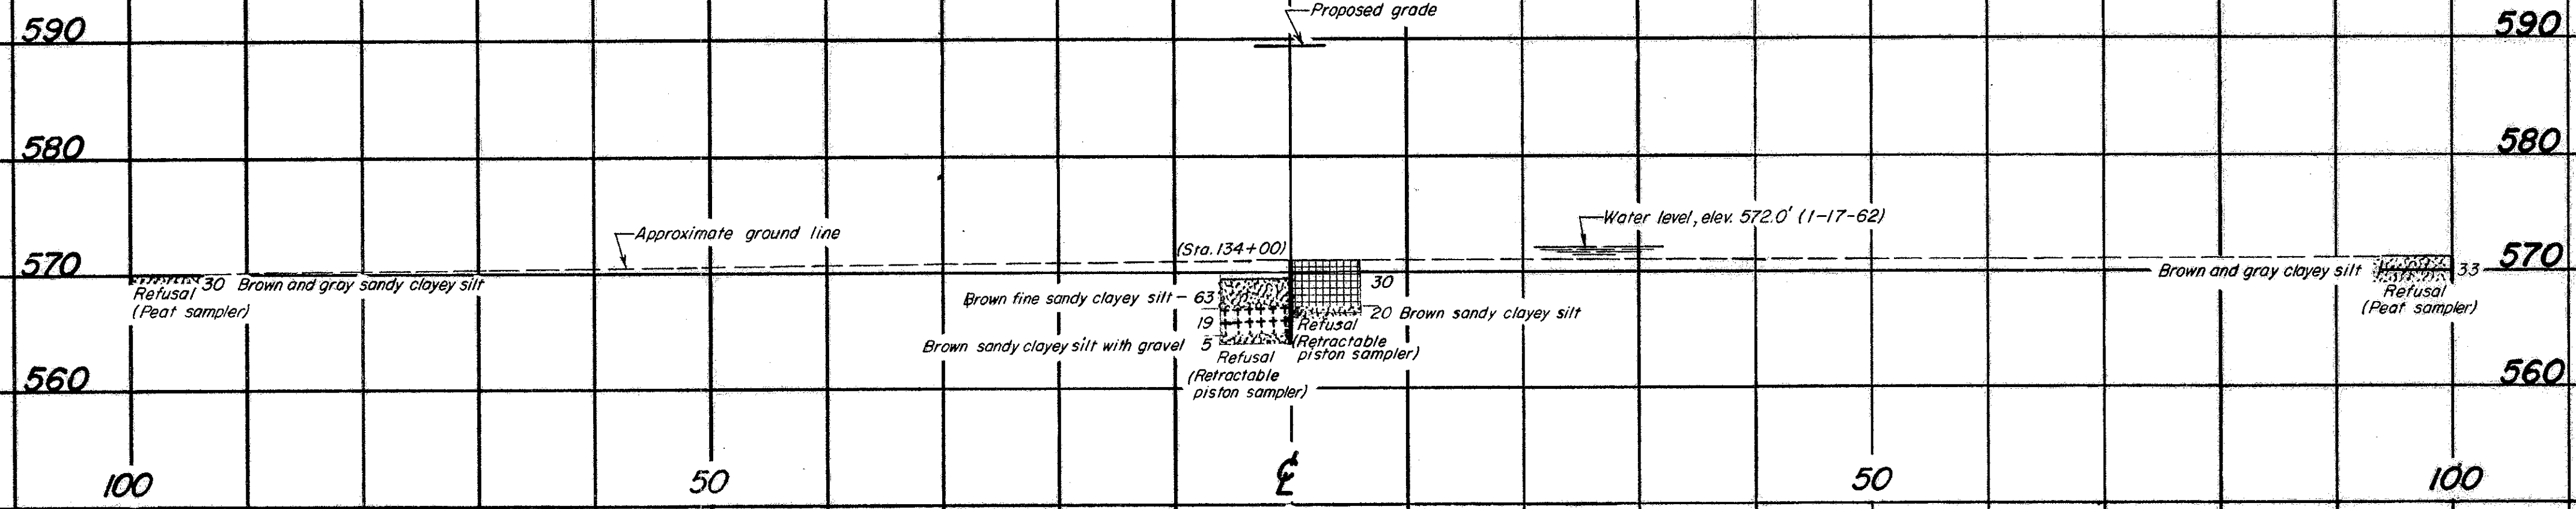 Proposed grade
590
590
580
580
Water level, elev. 572.0' (1-17-62)
Approximate ground line
(Sta. 134+00)
570
570
30 Brown and gray sandy clayey silt
Refusal
(Peat sampler)
Brown fine sandy clayey silt - 63
19
Brown sandy clayey silt with gravel 5
Refusal
(Retractable
piston sampler)
30
20 Brown sandy clayey silt
Refusal
(Retractable
piston sampler)
Brown and gray clayey silt
33
Refusal
(Peat sampler)
560
560
100
50
℄
50
100